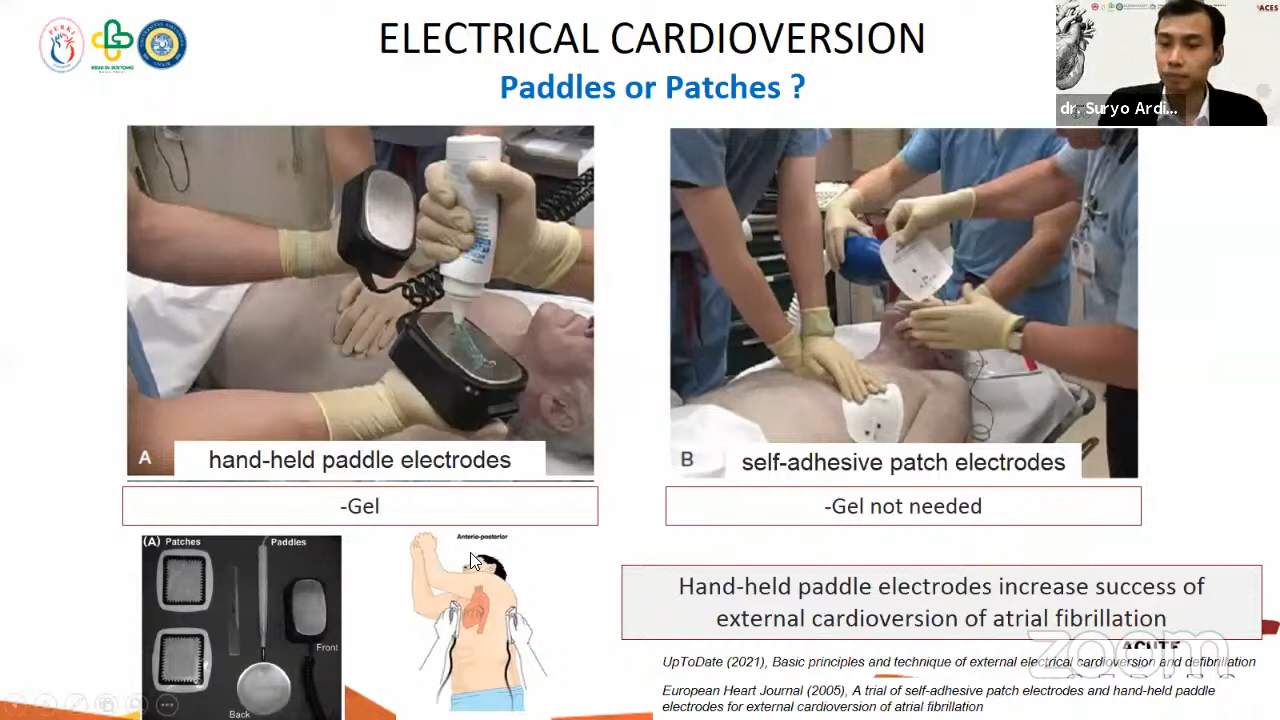 ELECTRICAL CARDIOVERSION
Paddles or Patches ?
dr. Suryo Ardi...
ACES
A
hand-held paddle electrodes
B
self-adhesive patch electrodes
-Gel
-Gel not needed
(A) Patches
Paddles
Front
Back
Anterio-posterior
Hand-held paddle electrodes increase success of
external cardioversion of atrial fibrillation
zoom
ACUTE
UpToDate (2021), Basic principles and technique of external electrical cardioversion and defibrillation
European Heart Journal (2005), A trial of self-adhesive patch electrodes and hand-held paddle
electrodes for external cardioversion of atrial fibrillation